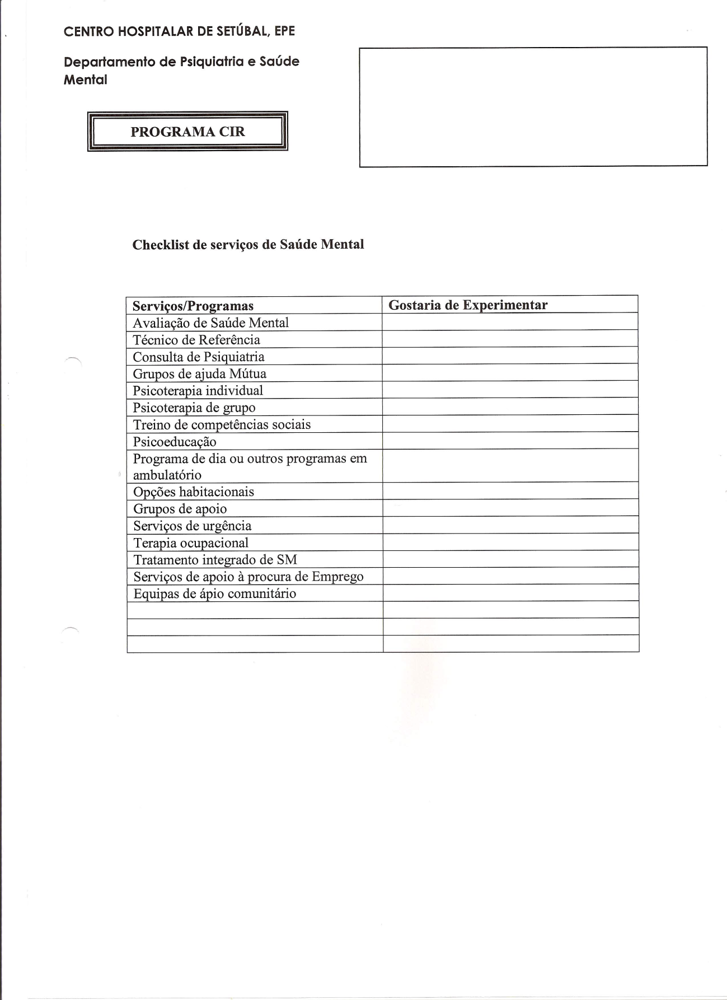 CENTRO HOSPITALAR DE SETÚBAL, EPE
Departamento de Psiquiatria e Saúde
Mental
PROGRAMA CIR
Checklist de serviços de Saúde Mental
Serviços/Programas Gostaria de Experimentar
Avaliação de Saúde Mental
Técnico de Referência
Consulta de Psiquiatria
Grupos de ajuda Mútua
Psicoterapia individual
Psicoterapia de grupo
Treino de competências sociais
Psicoeducação
Programa de dia ou outros programas em
ambulatório
Opções habitacionais
Grupos de apoio
Serviços de urgência
Terapia ocupacional
Tratamento integrado de SM
Serviços de apoio à procura de Emprego
Equipas de ápio comunitário